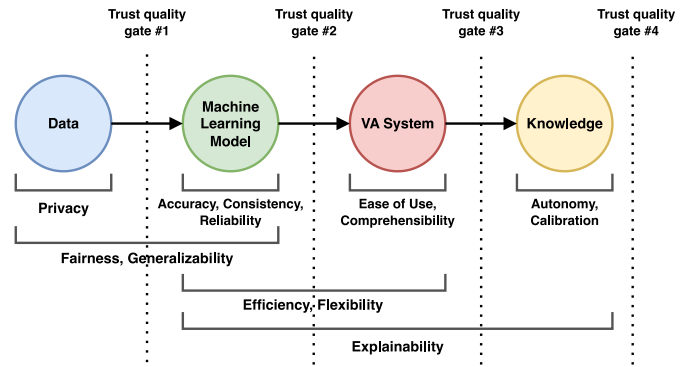 Trust quality
gate #1
Trust quality
gate #2
Trust quality
gate #3
Trust quality
gate #4
Data
Machine
Learning
Model
VA System
Knowledge
Privacy
Accuracy, Consistency,
Reliability
Ease of Use,
Comprehensibility
Autonomy,
Calibration
Fairness, Generalizability
Efficiency, Flexibility
Explainability